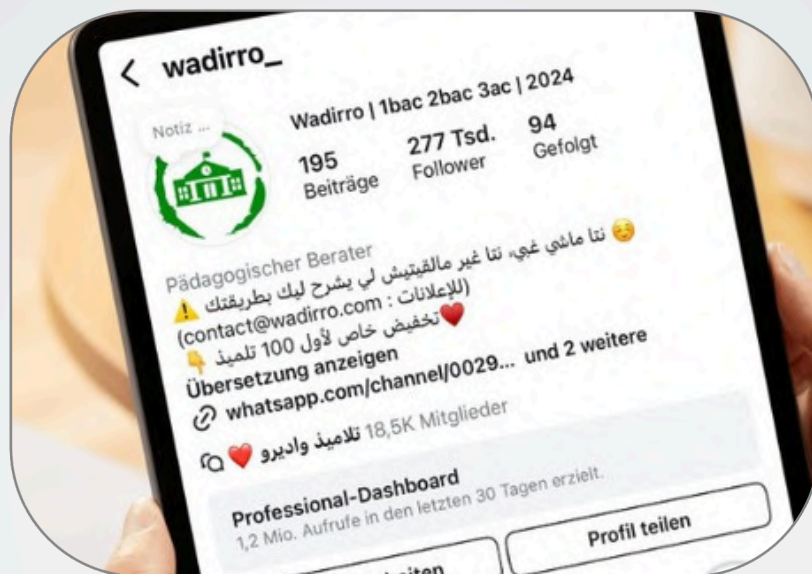 wadirro_
Notiz ...
Wadirro | 1bac 2bac 3ac | 2024
195 277 Tsd. 94
Beiträge Follower Gefolgt
Pädagogischer Berater
نتا ماشي غبي، نتا غير مالقيتيش لي يشرح ليك بطريقتك ☺️ ⚠️
(للإعلانات : contact@wadirro.com)
❤️تخفيض خاص لأول 100 تلميذ 👇
Übersetzung anzeigen
whatsapp.com/channel/0029... und 2 weitere
تلاميذ واديرو ❤️ 18,5K Mitglieder
Professional-Dashboard
1,2 Mio. Aufrufe in den letzten 30 Tagen erzielt.
Profil teilen